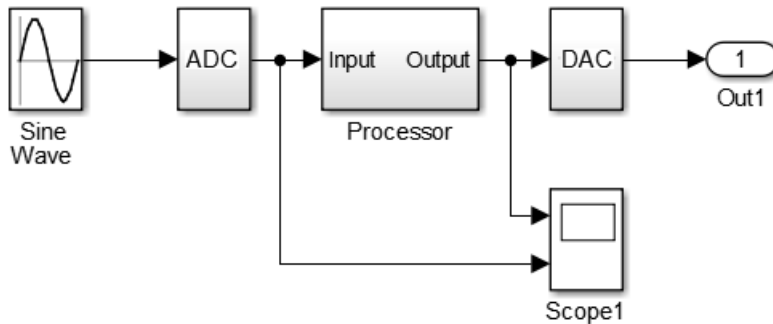 ADC
Input Output
DAC
1
Sine
Wave
Processor
Out1
Scope1